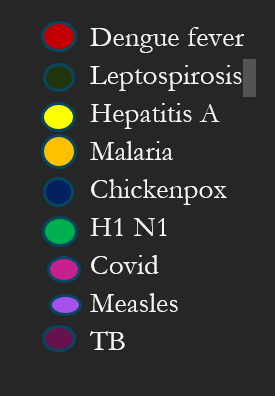 Dengue fever
Leptospirosis
Hepatitis A
Malaria
Chickenpox
H1 N1
Covid
Measles
TB